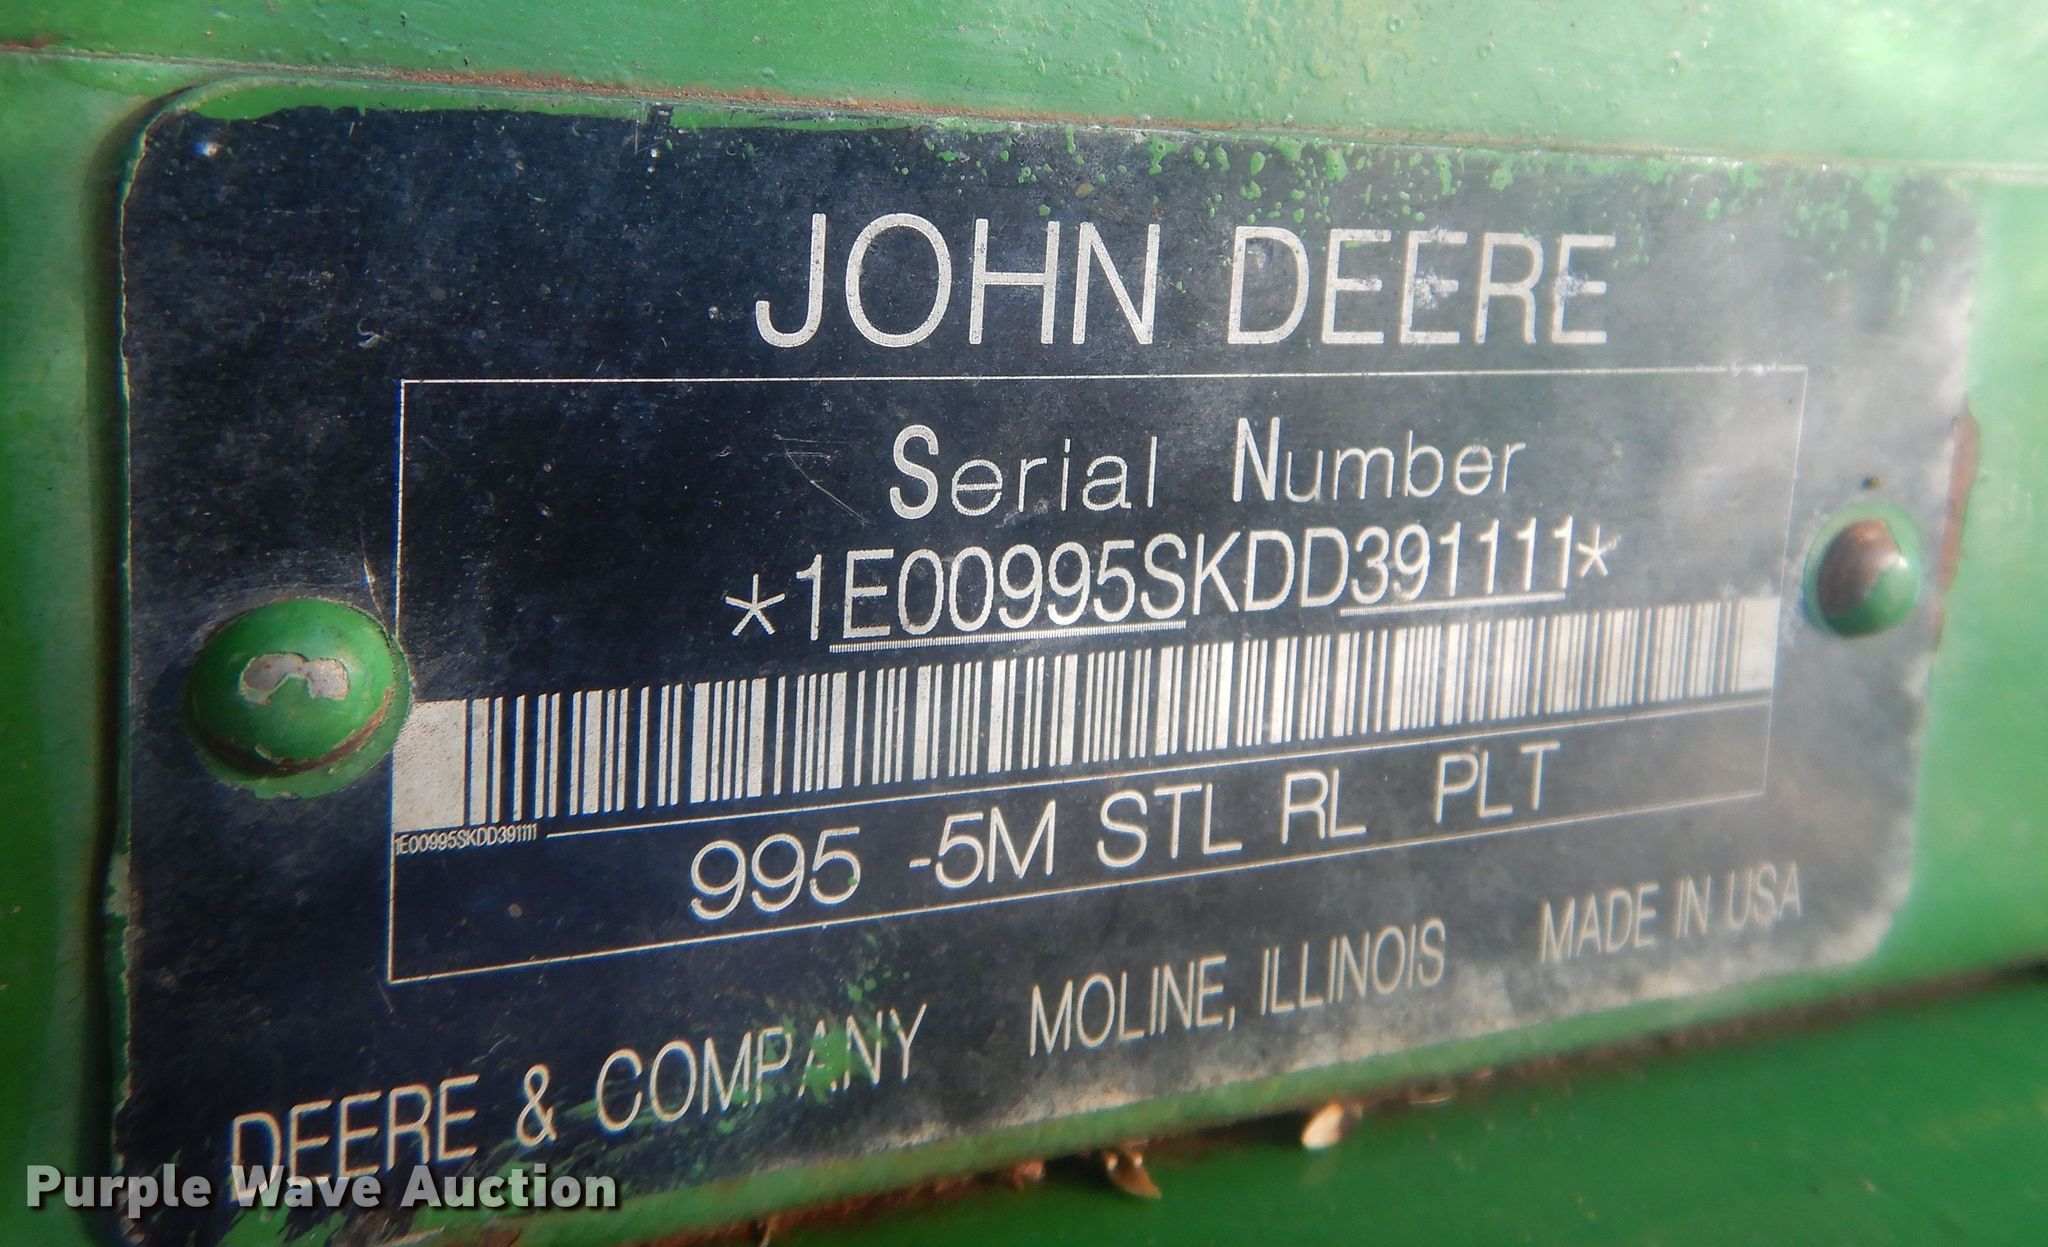 JOHN DEERE
Serial Number
*1E00995SKDD391111*
1E00995SKDD391111
995 -5M STL RL PLT
DEERE & COMPANY MOLINE, ILLINOIS MADE IN USA
Purple Wave Auction